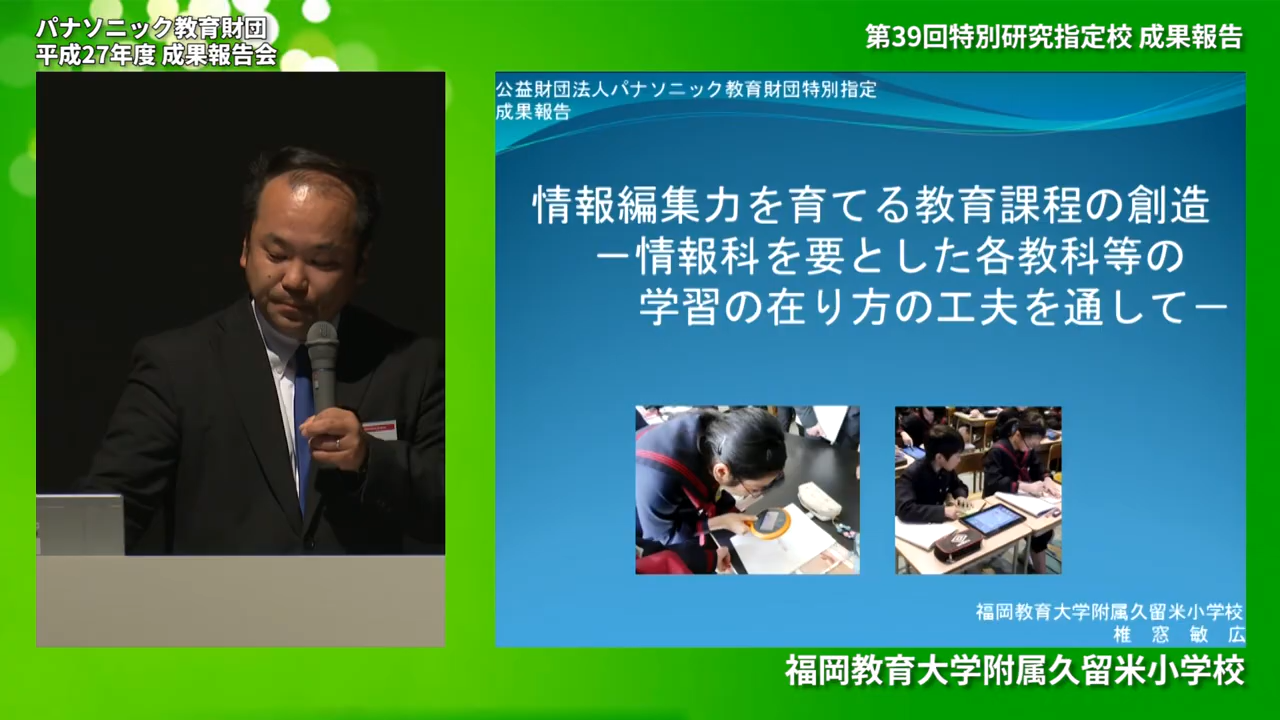 パナソニック教育財団
平成27年度 成果報告会
第39回特別研究指定校 成果報告
公益財団法人パナソニック教育財団特別指定
成果報告
情報編集力を育てる教育課程の創造
－情報科を要とした各教科等の
学習の在り方の工夫を通して－
福岡教育大学附属久留米小学校
椎　窓　敏　広
福岡教育大学附属久留米小学校